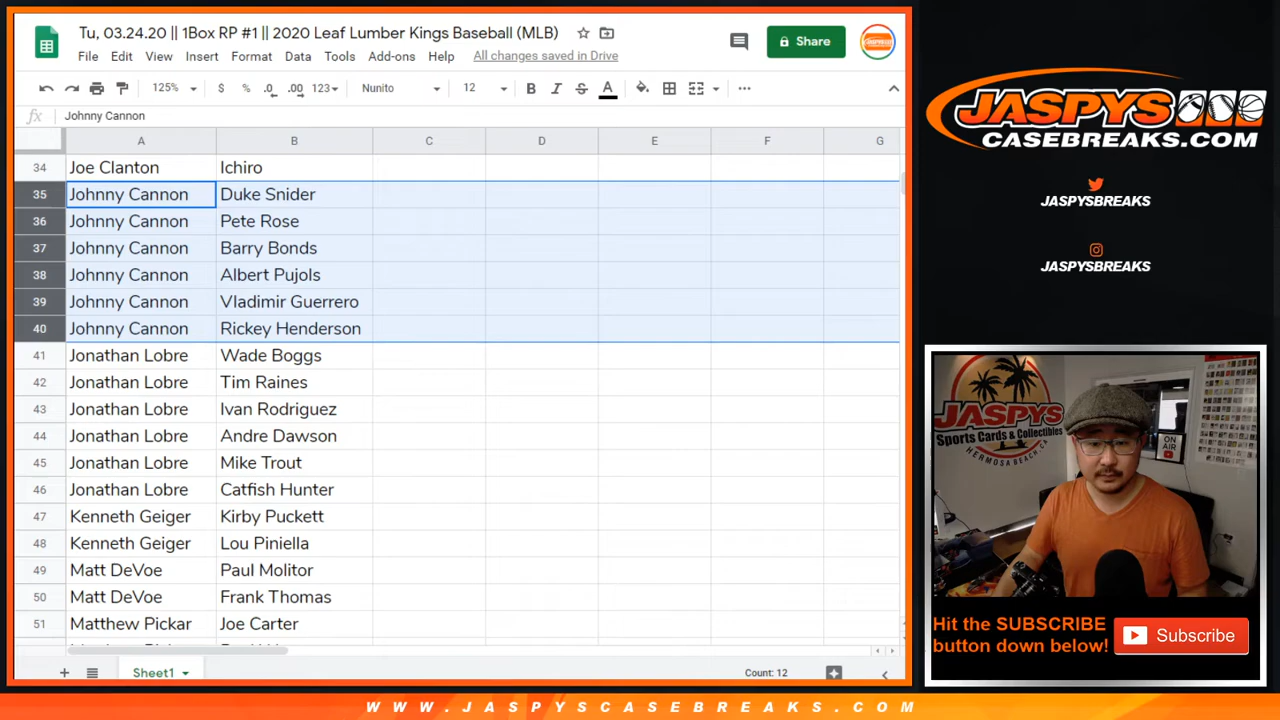 Tu, 03.24.20 || 1Box RP #1 || 2020 Leaf Lumber Kings Baseball (MLB)
File Edit View Insert Format Data Tools Add-ons Help All changes saved in Drive
Share
125% $ % .0 .00 123 Nunito 12 B I S A
fx Johnny Cannon
A B C D E F G
34 Joe Clanton Ichiro
35 Johnny Cannon Duke Snider
36 Johnny Cannon Pete Rose
37 Johnny Cannon Barry Bonds
38 Johnny Cannon Albert Pujols
39 Johnny Cannon Vladimir Guerrero
40 Johnny Cannon Rickey Henderson
41 Jonathan Lobre Wade Boggs
42 Jonathan Lobre Tim Raines
43 Jonathan Lobre Ivan Rodriguez
44 Jonathan Lobre Andre Dawson
45 Jonathan Lobre Mike Trout
46 Jonathan Lobre Catfish Hunter
47 Kenneth Geiger Kirby Puckett
48 Kenneth Geiger Lou Piniella
49 Matt DeVoe Paul Molitor
50 Matt DeVoe Frank Thomas
51 Matthew Pickar Joe Carter
Sheet1 Count: 12
JASPYS
CASEBREAKS.COM
JASPYSBREAKS
JASPYSBREAKS
JASPYS
Sports Cards & Collectibles
HERMOSA BEACH, CA
ON
AIR
Hit the SUBSCRIBE
button down below!
Subscribe
WWW.JASPYSCASEBREAKS.COM